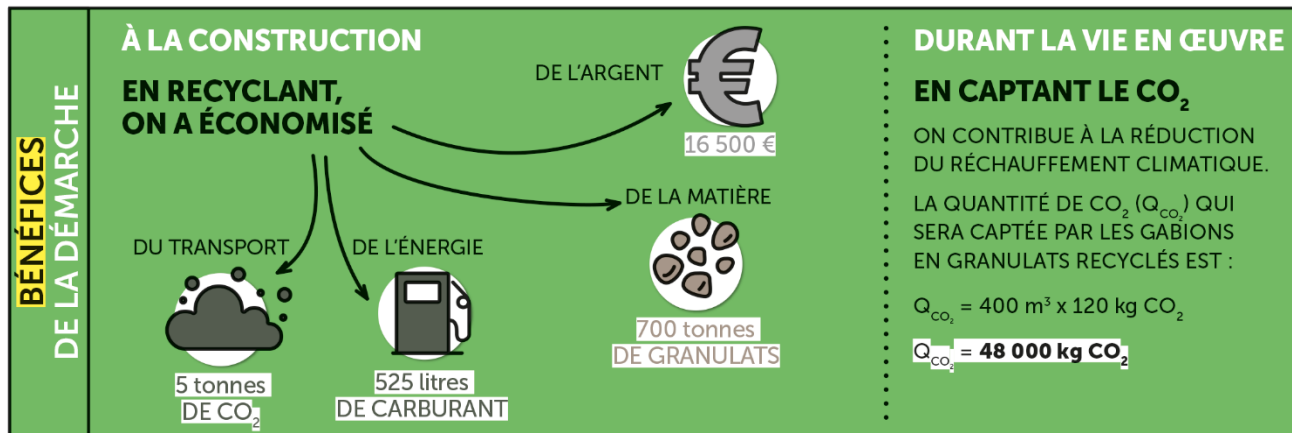 BÉNÉFICES
DE LA DÉMARCHE
À LA CONSTRUCTION
EN RECYCLANT,
ON A ÉCONOMISÉ
DE L'ARGENT
16 500 €
DE LA MATIÈRE
700 tonnes
DE GRANULATS
DU TRANSPORT
5 tonnes
DE CO₂
DE L'ÉNERGIE
525 litres
DE CARBURANT
DURANT LA VIE EN ŒUVRE
EN CAPTANT LE CO₂
ON CONTRIBUE À LA RÉDUCTION
DU RÉCHAUFFEMENT CLIMATIQUE.
LA QUANTITÉ DE CO₂ (Q_CO₂) QUI
SERA CAPTÉE PAR LES GABIONS
EN GRANULATS RECYCLÉS EST :
Q_CO₂ = 400 m³ x 120 kg CO₂
Q_CO₂ = 48 000 kg CO₂